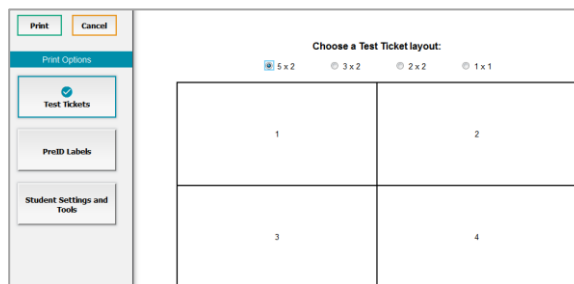 Print Cancel
Print Options
Test Tickets
PreID Labels
Student Settings and
Tools
Choose a Test Ticket layout:
5 x 2 3 x 2 2 x 2 1 x 1
1 2
3 4